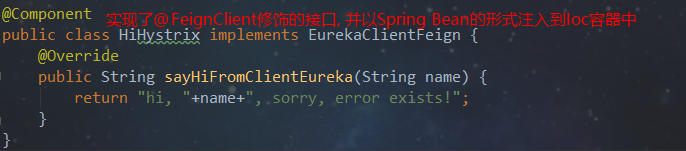 @Component 实现了@FeignClient修饰的接口, 并以Spring Bean的形式注入到Ioc容器中
public class HiHystrix implements EurekaClientFeign {
@Override
public String sayHiFromClientEureka(String name) {
return "hi, "+name+", sorry, error exists!";
}
}